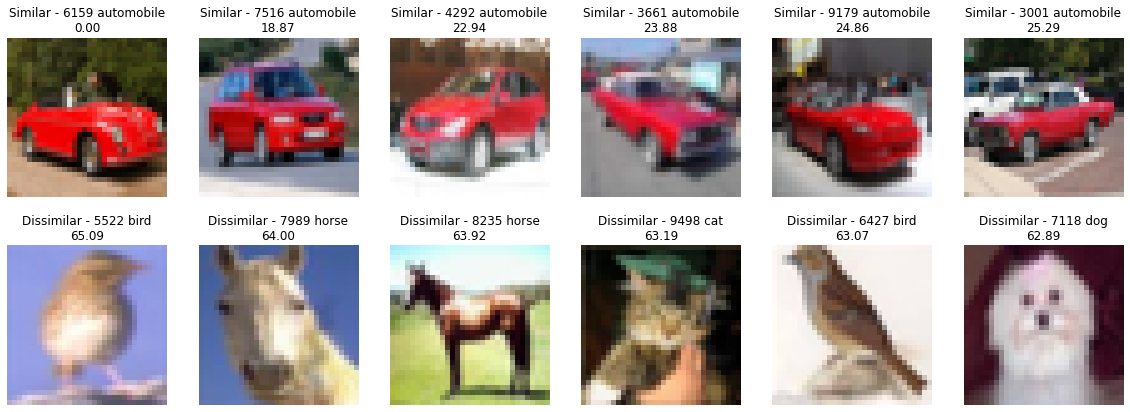 Similar - 6159 automobile
0.00
Similar - 7516 automobile
18.87
Similar - 4292 automobile
22.94
Similar - 3661 automobile
23.88
Similar - 9179 automobile
24.86
Similar - 3001 automobile
25.29
Dissimilar - 5522 bird
65.09
Dissimilar - 7989 horse
64.00
Dissimilar - 8235 horse
63.92
Dissimilar - 9498 cat
63.19
Dissimilar - 6427 bird
63.07
Dissimilar - 7118 dog
62.89